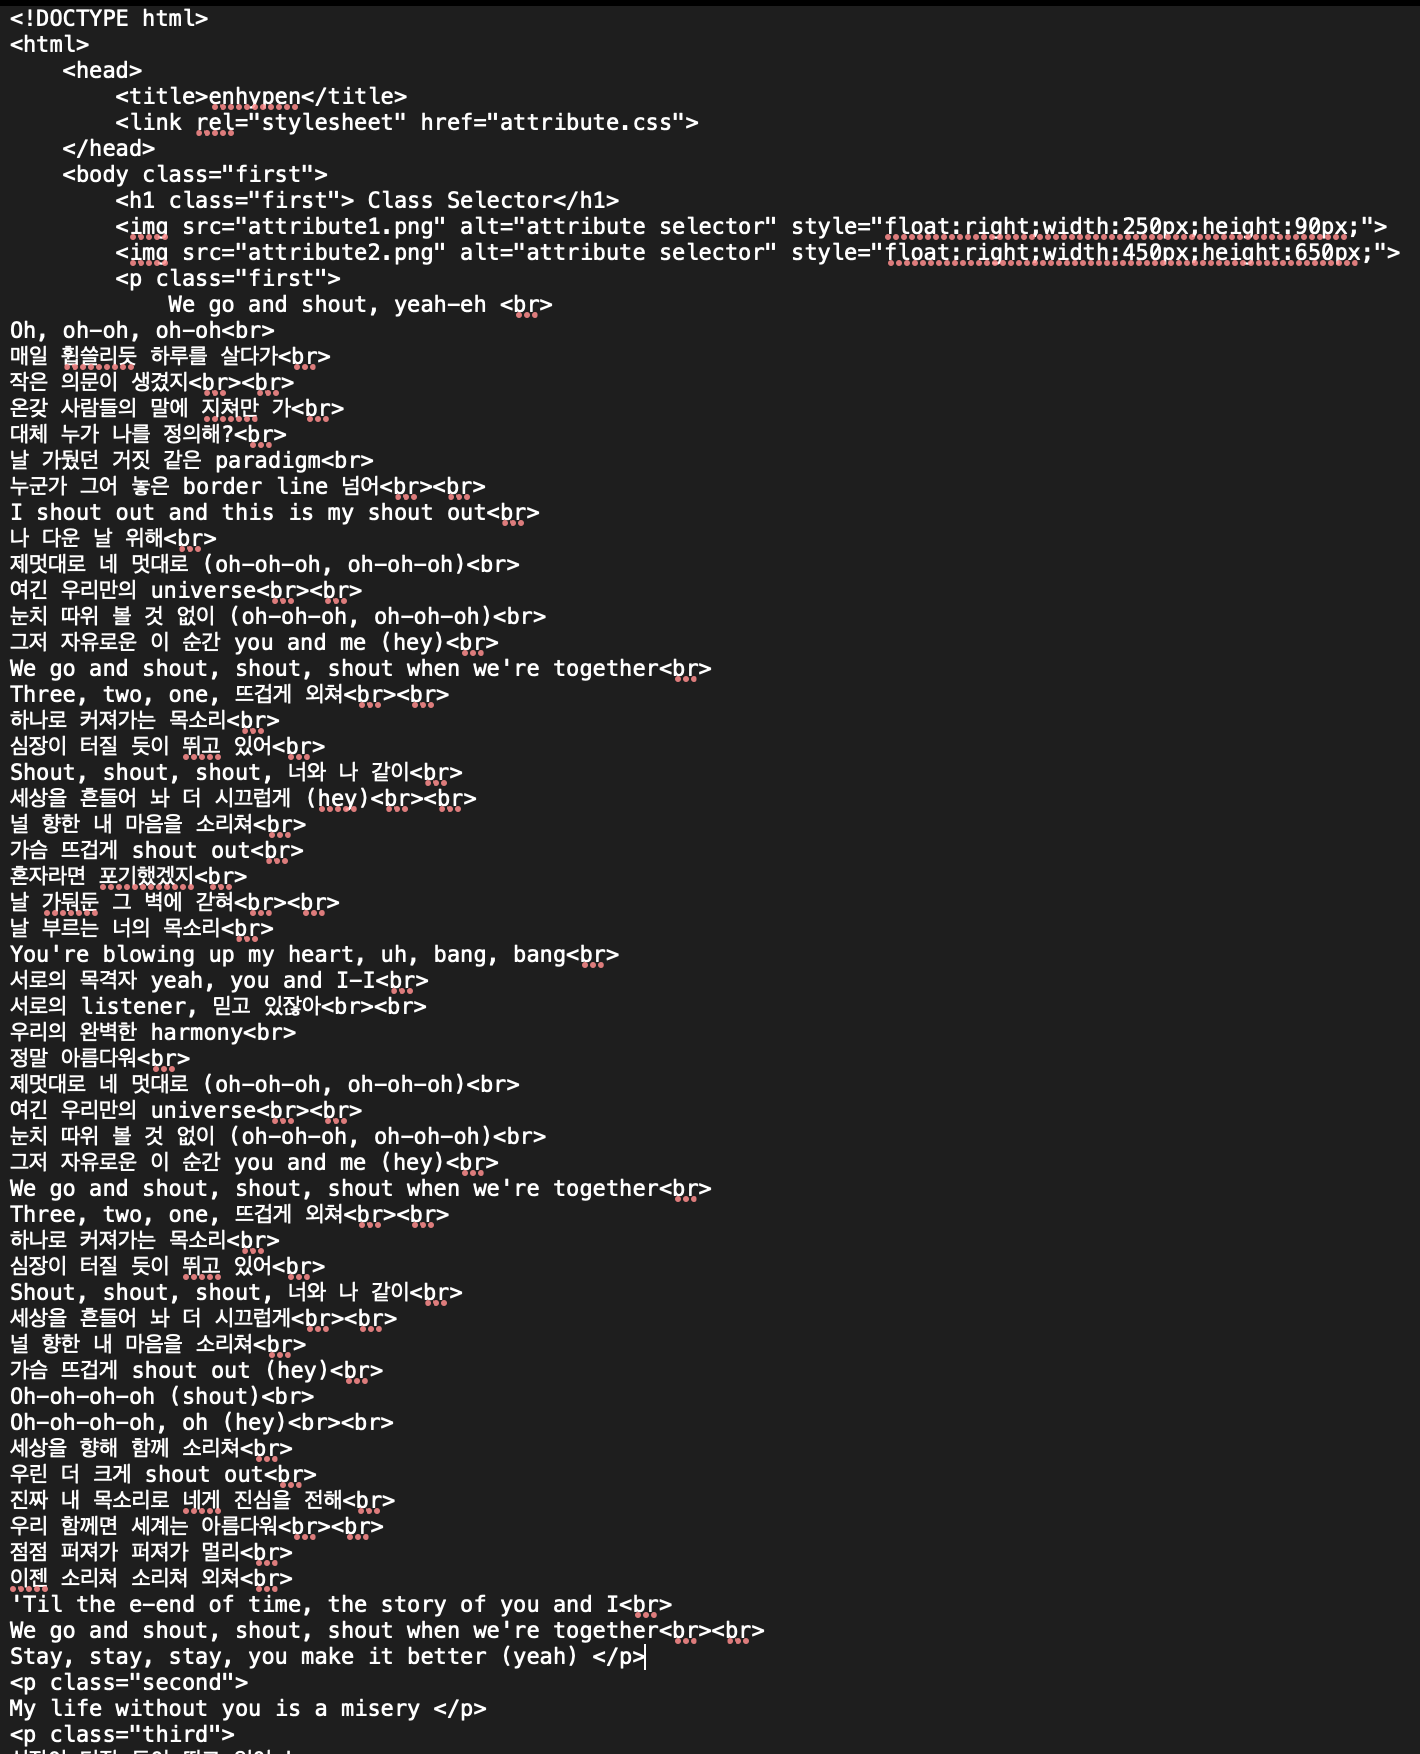 <!DOCTYPE html>
<html>
<head>
<title>enhypen</title>
<link rel="stylesheet" href="attribute.css">
</head>
<body class="first">
<h1 class="first"> Class Selector</h1>
<img src="attribute1.png" alt="attribute selector" style="float:right;width:250px;height:90px;">
<img src="attribute2.png" alt="attribute selector" style="float:right;width:450px;height:650px;">
<p class="first">
We go and shout, yeah-eh <br>
Oh, oh-oh, oh-oh<br>
매일 휩쓸리듯 하루를 살다가<br>
작은 의문이 생겼지<br><br>
온갖 사람들의 말에 지쳐만 가<br>
대체 누가 나를 정의해?<br>
날 가뒀던 거짓 같은 paradigm<br>
누군가 그어 놓은 border line 넘어<br><br>
I shout out and this is my shout out<br>
나 다운 날 위해<br>
제멋대로 네 멋대로 (oh-oh-oh, oh-oh-oh)<br>
여긴 우리만의 universe<br><br>
눈치 따위 볼 것 없이 (oh-oh-oh, oh-oh-oh)<br>
그저 자유로운 이 순간 you and me (hey)<br>
We go and shout, shout, shout when we're together<br>
Three, two, one, 뜨겁게 외쳐<br><br>
하나로 커져가는 목소리<br>
심장이 터질 듯이 뛰고 있어<br>
Shout, shout, shout, 너와 나 같이<br>
세상을 흔들어 놔 더 시끄럽게 (hey)<br><br>
널 향한 내 마음을 소리쳐<br>
가슴 뜨겁게 shout out<br>
혼자라면 포기했겠지<br>
날 가둬둔 그 벽에 갇혀<br><br>
날 부르는 너의 목소리<br>
You're blowing up my heart, uh, bang, bang<br>
서로의 목격자 yeah, you and I-I<br>
서로의 listener, 믿고 있잖아<br><br>
우리의 완벽한 harmony<br>
정말 아름다워<br>
제멋대로 네 멋대로 (oh-oh-oh, oh-oh-oh)<br>
여긴 우리만의 universe<br><br>
눈치 따위 볼 것 없이 (oh-oh-oh, oh-oh-oh)<br>
그저 자유로운 이 순간 you and me (hey)<br>
We go and shout, shout, shout when we're together<br>
Three, two, one, 뜨겁게 외쳐<br><br>
하나로 커져가는 목소리<br>
심장이 터질 듯이 뛰고 있어<br>
Shout, shout, shout, 너와 나 같이<br>
세상을 흔들어 놔 더 시끄럽게<br><br>
널 향한 내 마음을 소리쳐<br>
가슴 뜨겁게 shout out (hey)<br>
Oh-oh-oh-oh (shout)<br>
Oh-oh-oh-oh, oh (hey)<br><br>
세상을 향해 함께 소리쳐<br>
우린 더 크게 shout out<br>
진짜 내 목소리로 네게 진심을 전해<br>
우리 함께면 세계는 아름다워<br><br>
점점 퍼져가 퍼져가 멀리<br>
이젠 소리쳐 소리쳐 외쳐<br>
'Til the e-end of time, the story of you and I<br>
We go and shout, shout, shout when we're together<br><br>
Stay, stay, stay, you make it better (yeah) </p>
<p class="second">
My life without you is a misery </p>
<p class="third">